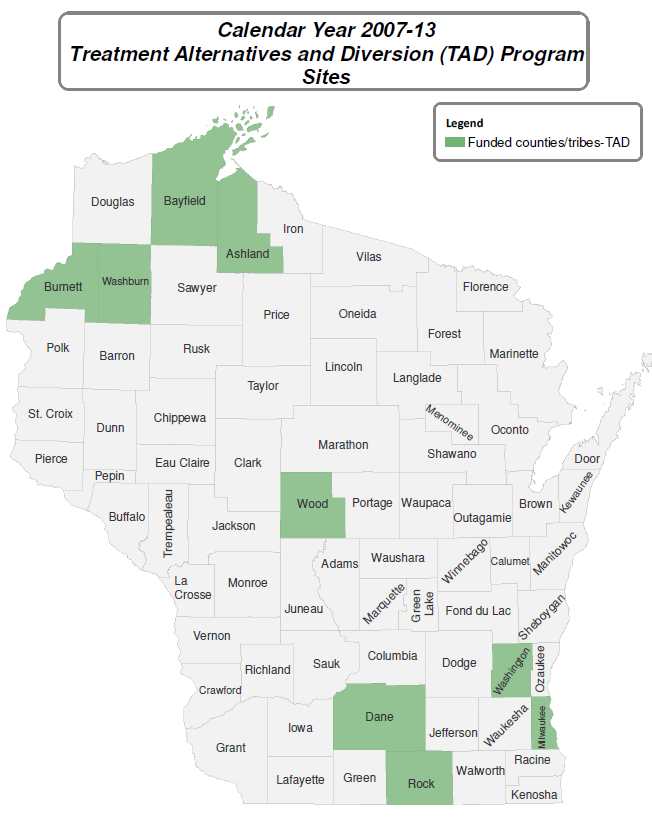 Calendar Year 2007-13
Treatment Alternatives and Diversion (TAD) Program
Sites
Legend
Funded counties/tribes-TAD
Douglas
Bayfield
Ashland
Iron
Vilas
Burnett
Washburn
Sawyer
Price
Oneida
Florence
Forest
Marinette
Polk
Barron
Rusk
Lincoln
Langlade
Taylor
St. Croix
Dunn
Chippewa
Menominee
Oconto
Marathon
Shawano
Pierce
Pepin
Eau Claire
Clark
Door
Buffalo
Trempealeau
Jackson
Wood
Portage
Waupaca
Outagamie
Brown
Kewaunee
La
Crosse
Monroe
Juneau
Adams
Waushara
Winnebago
Calumet
Manitowoc
Marquette
Green
Lake
Fond du Lac
Sheboygan
Vernon
Richland
Sauk
Columbia
Dodge
Washington
Ozaukee
Crawford
Grant
Iowa
Dane
Jefferson
Waukesha
Milwaukee
Lafayette
Green
Rock
Walworth
Racine
Kenosha